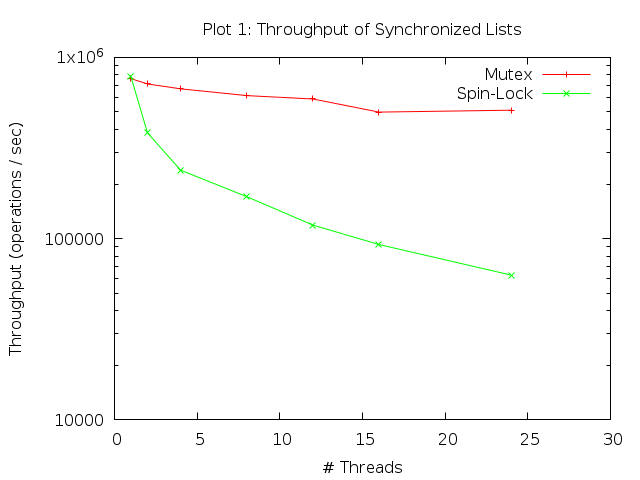 Plot 1: Throughput of Synchronized Lists
1x10^6
Mutex
Spin-Lock
Throughput (operations / sec)
100000
10000
0 5 10 15 20 25 30
# Threads